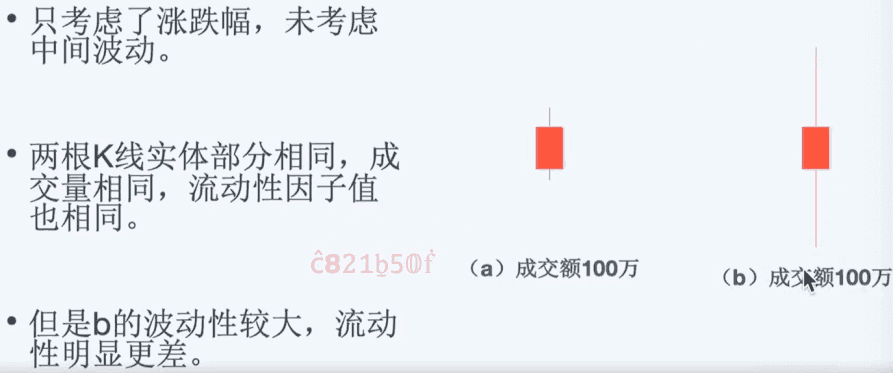 • 只考虑了涨跌幅，未考虑
中间波动。
• 两根K线实体部分相同，成
交量相同，流动性因子值
也相同。
ĉ821ḇ50ḟ
（a）成交额100万
（b）成交额100万
• 但是b的波动性较大，流动
性明显更差。